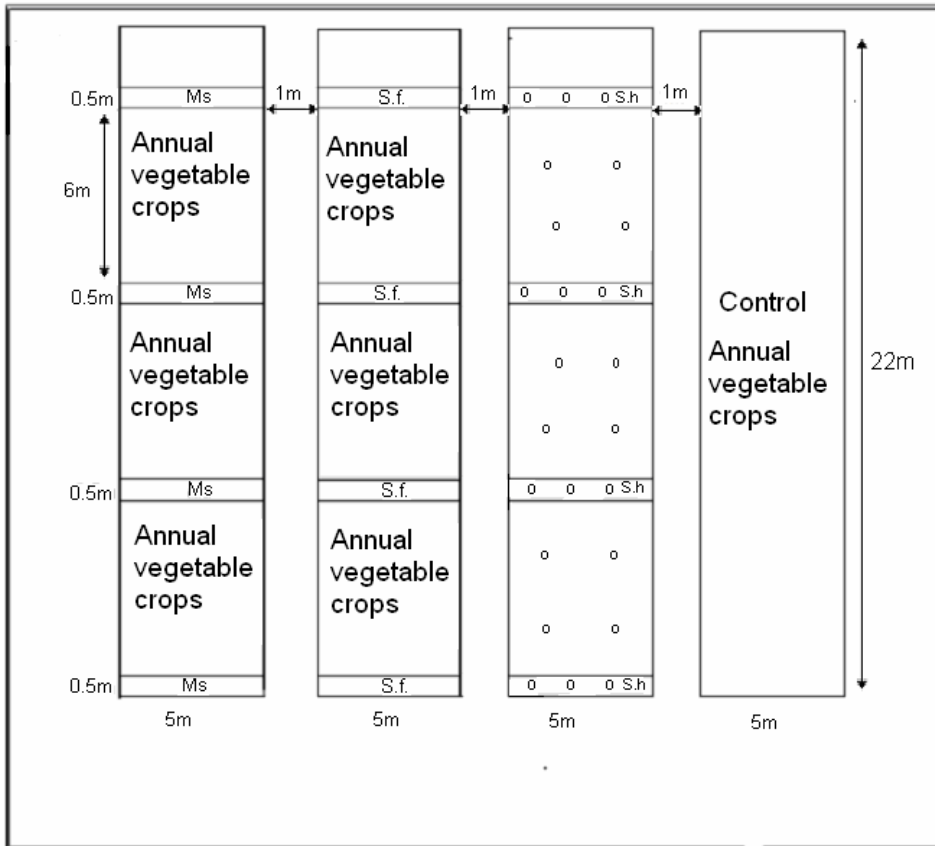 1m 1m 1m
0.5m Ms S.f. o o o S.h
Annual
vegetable
crops
Annual
vegetable
crops
6m
o o
o o
0.5m Ms S.f. o o o S.h
Annual
vegetable
crops
Annual
vegetable
crops
o o
o o
Control
Annual
vegetable
crops
22m
0.5m Ms S.f. o o o S.h
Annual
vegetable
crops
Annual
vegetable
crops
o o
o o
0.5m Ms S.f. o o o S.h
5m 5m 5m 5m